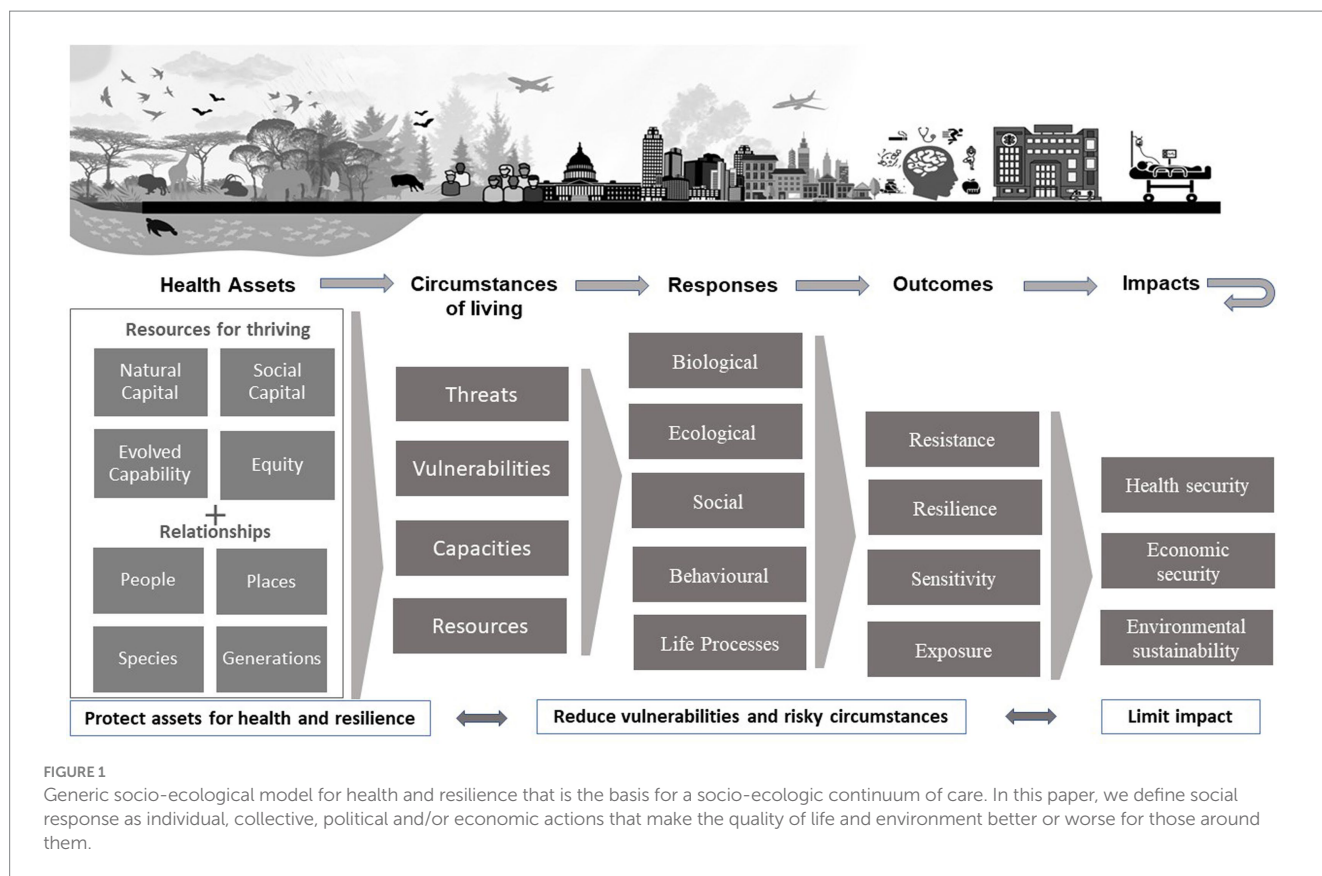 Health Assets
Circumstances
of living
Responses
Outcomes
Impacts
Resources for thriving
Natural
Capital
Social
Capital
Evolved
Capability
Equity
+
Relationships
People
Places
Species
Generations
Threats
Vulnerabilities
Capacities
Resources
Biological
Ecological
Social
Behavioural
Life Processes
Resistance
Resilience
Sensitivity
Exposure
Health security
Economic
security
Environmental
sustainability
Protect assets for health and resilience
Reduce vulnerabilities and risky circumstances
Limit impact
FIGURE 1
Generic socio-ecological model for health and resilience that is the basis for a socio-ecologic continuum of care. In this paper, we define social
response as individual, collective, political and/or economic actions that make the quality of life and environment better or worse for those around
them.